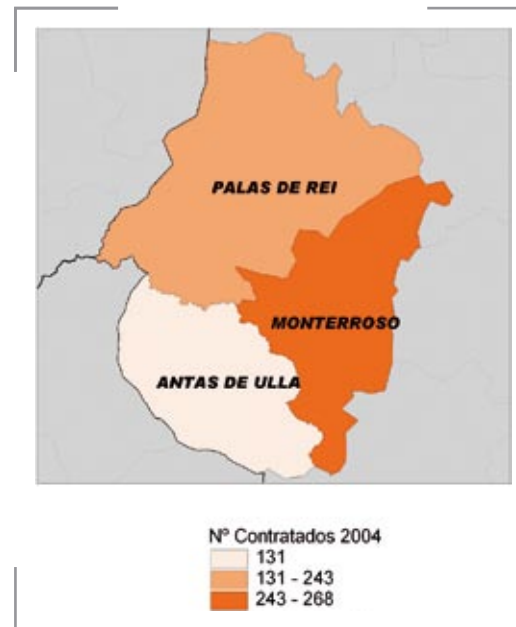 PALAS DE REI
MONTERROSO
ANTAS DE ULLA
Nº Contratados 2004
131
131 - 243
243 - 268